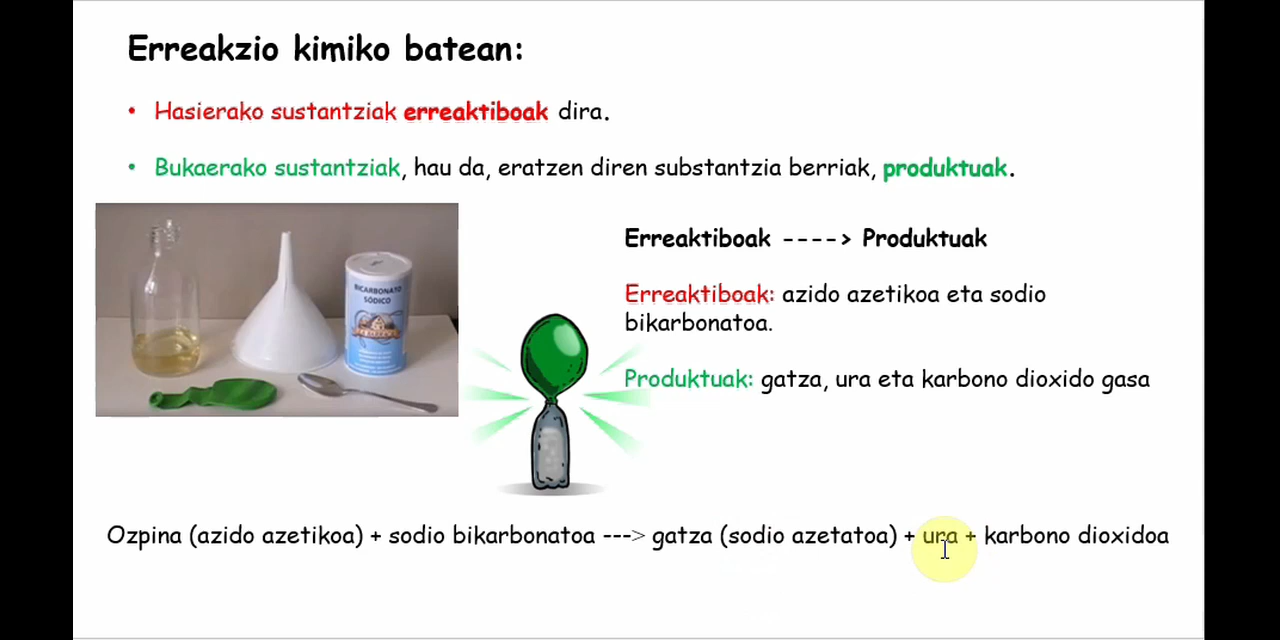 Erreakzio kimiko batean:
• Hasierako sustantziak erreaktiboak dira.
• Bukaerako sustantziak, hau da, eratzen diren substantzia berriak, produktuak.
BICARBONATO
SÓDICO
Erreaktiboak ----> Produktuak
Erreaktiboak: azido azetikoa eta sodio
bikarbonatoa.
Produktuak: gatza, ura eta karbono dioxido gasa
Ozpina (azido azetikoa) + sodio bikarbonatoa ---> gatza (sodio azetatoa) + ura + karbono dioxidoa